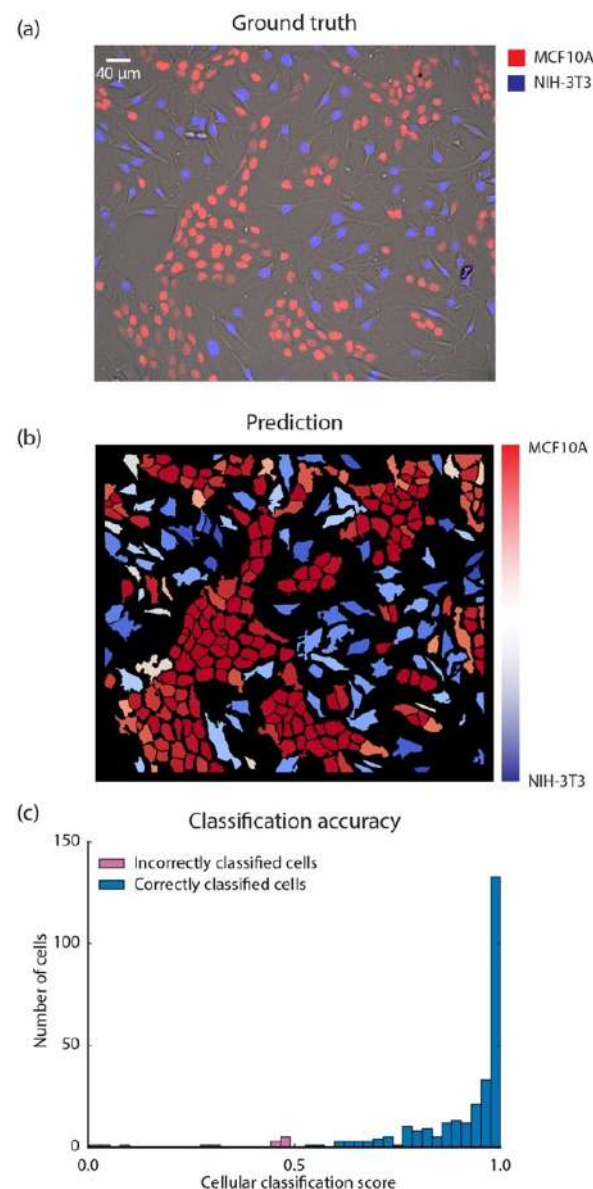 (a)
Ground truth
40 μm
MCF10A
NIH-3T3
(b)
Prediction
MCF10A
NIH-3T3
(c)
Classification accuracy
Incorrectly classified cells
Correctly classified cells
Number of cells
150
100
50
0
0.0
0.5
1.0
Cellular classification score